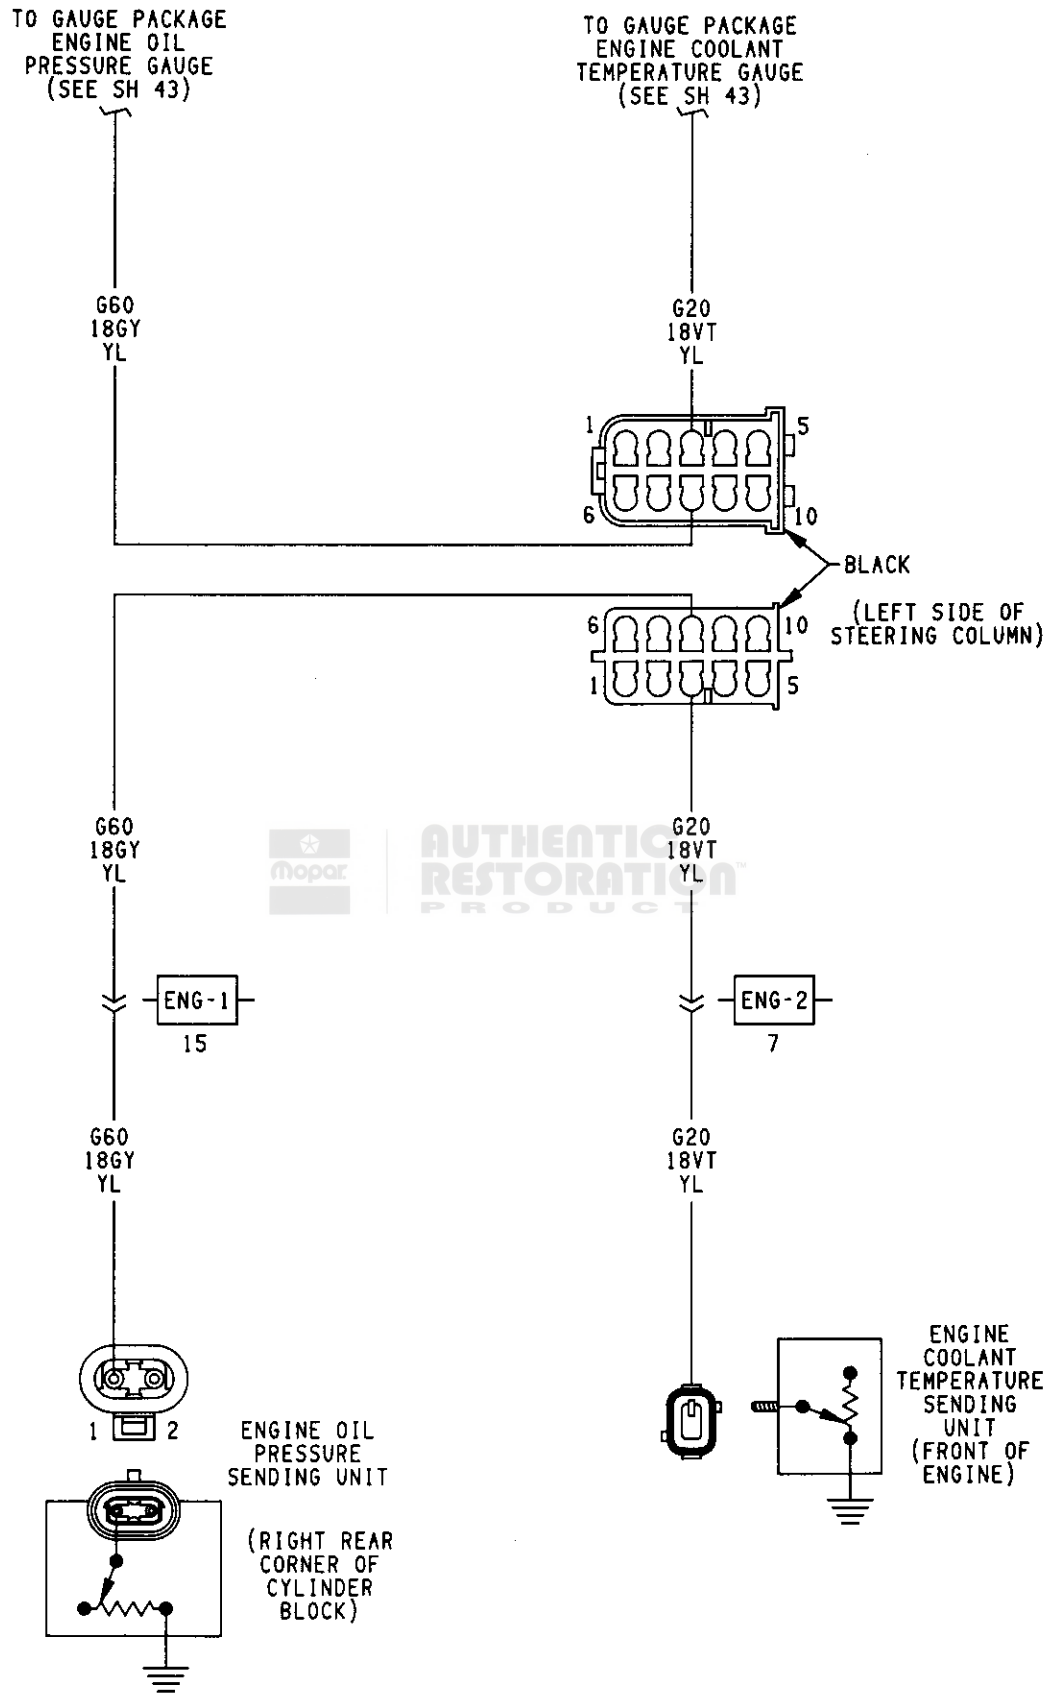 TO GAUGE PACKAGE
ENGINE OIL
PRESSURE GAUGE
(SEE SH 43)
TO GAUGE PACKAGE
ENGINE COOLANT
TEMPERATURE GAUGE
(SEE SH 43)
G60
18GY
YL
G20
18VT
YL
1
5
6
10
BLACK
(LEFT SIDE OF
STEERING COLUMN)
6
10
1
5
G60
18GY
YL
G20
18VT
YL
Mopar
AUTHENTIC
RESTORATION™
PRODUCT
ENG-1
15
ENG-2
7
G60
18GY
YL
G20
18VT
YL
1
2
ENGINE OIL
PRESSURE
SENDING UNIT
(RIGHT REAR
CORNER OF
CYLINDER
BLOCK)
ENGINE
COOLANT
TEMPERATURE
SENDING
UNIT
(FRONT OF
ENGINE)